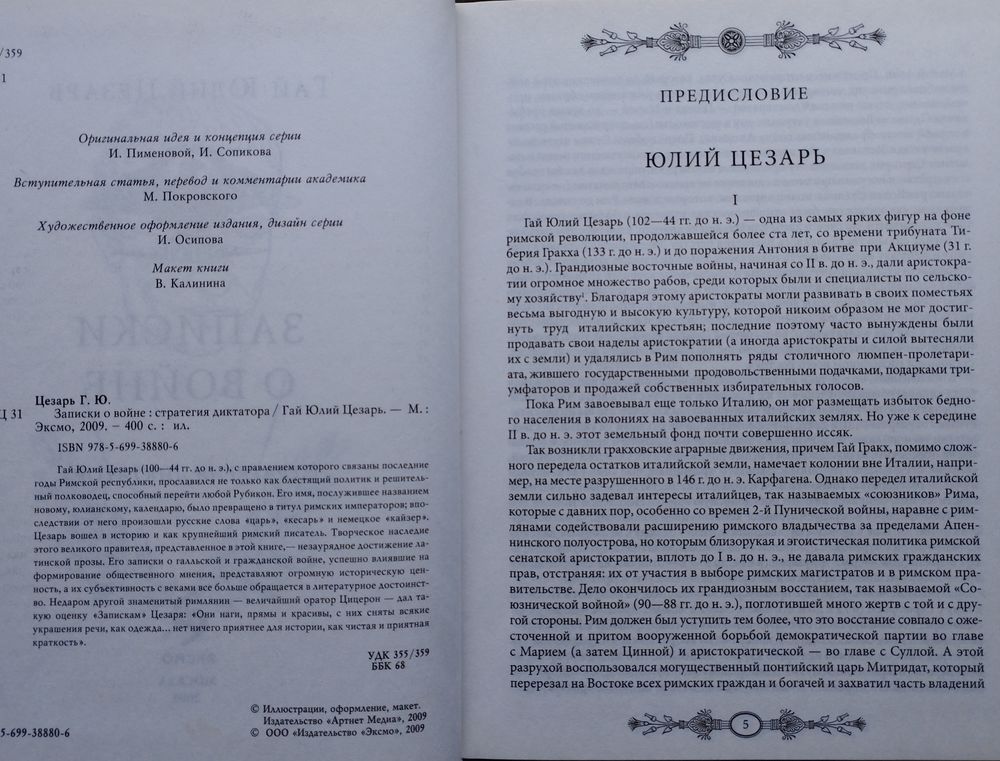 /359
1
Оригинальная идея и концепция серии
И. Пименовой, И. Сопикова
Вступительная статья, перевод и комментарии академика
М. Покровского
Художественное оформление издания, дизайн серии
И. Осипова
Макет книги
В. Калинина
Цезарь Г. Ю.
Ц 31 Записки о войне : стратегия диктатора / Гай Юлий Цезарь. — М. :
Эксмо, 2009. – 400 с. : ил.
ISBN 978-5-699-38880-6
Гай Юлий Цезарь (100—44 гг. до н. э.), с правлением которого связаны последние
годы Римской республики, прославился не только как блестящий политик и решитель-
ный полководец, способный перейти любой Рубикон. Его имя, послужившее названием
новому, юлианскому, календарю, было превращено в титул римских императоров; впо-
следствии от него произошли русские слова «царь», «кесарь» и немецкое «кайзер».
Цезарь вошел в историю и как крупнейший римский писатель. Творческое наследие
этого великого правителя, представленное в этой книге,— незаурядное достижение ла-
тинской прозы. Его записки о галльской и гражданской войне, успешно влиявшие на
формирование общественного мнения, представляют огромную историческую цен-
ность, а их субъективность с веками все больше обращается в литературное достоинст-
во. Недаром другой знаменитый римлянин — величайший оратор Цицерон — дал та-
кую оценку «Запискам» Цезаря: «Они наги, прямы и красивы, с них сняты всякие
украшения речи, как одежда... нет ничего приятнее для истории, как чистая и приятная
краткость».
УДК 355/359
ББК 68
© Иллюстрации, оформление, макет.
Издательство «Артнет Медиа», 2009
5-699-38880-6 © ООО «Издательство «Эксмо», 2009
ПРЕДИСЛОВИЕ
ЮЛИЙ ЦЕЗАРЬ
I
Гай Юлий Цезарь (102—44 гг. до н. э.) — одна из самых ярких фигур на фоне
римской революции, продолжавшейся более ста лет, со времени трибуната Ти-
берия Гракха (133 г. до н. э.) и до поражения Антония в битве при Акциуме (31 г.
до н. э.). Грандиозные восточные войны, начиная со II в. до н. э., дали аристокра-
тии огромное множество рабов, среди которых были и специалисты по сельско-
му хозяйству¹. Благодаря этому аристократы могли развивать в своих поместьях
весьма выгодную и высокую культуру, которой никоим образом не мог достиг-
нуть труд италийских крестьян; последние поэтому часто вынуждены были
продавать свои наделы аристократии (а иногда аристократы и силой вытесняли
их с земли) и удалялись в Рим пополнять ряды столичного люмпен-пролетари-
ата, жившего государственными продовольственными подачками, подарками три-
умфаторов и продажей собственных избирательных голосов.
Пока Рим завоевывал еще только Италию, он мог размещать избыток бедно-
го населения в колониях на завоеванных италийских землях. Но уже к середине
II в. до н. э. этот земельный фонд почти совершенно иссяк.
Так возникли гракховские аграрные движения, причем Гай Гракх, помимо слож-
ного передела остатков италийской земли, намечает колонии вне Италии, напри-
мер, на месте разрушенного в 146 г. до н. э. Карфагена. Однако передел италийской
земли сильно задевал интересы италийцев, так называемых «союзников» Рима,
которые с давних пор, особенно со времен 2-й Пунической войны, наравне с рим-
лянами содействовали расширению римского владычества за пределами Апен-
нинского полуострова, но которым близорукая и эгоистическая политика римской
сенатской аристократии, вплоть до I в. до н. э., не давала римских гражданских
прав, отстраняя: их от участия в выборе римских магистратов и в римском пра-
вительстве. Дело окончилось их грандиозным восстанием, так называемой «Со-
юзнической войной» (90—88 гг. до н. э.), поглотившей много жертв с той и с дру-
гой стороны. Рим должен был уступить тем более, что это восстание совпало с оже-
сточенной и притом вооруженной борьбой демократической партии во главе
с Марием (а затем Цинной) и аристократической — во главе с Суллой. А этой
разрухой воспользовался могущественный понтийский царь Митридат, который
перерезал на Востоке всех римских граждан и богачей и захватил часть владений
5